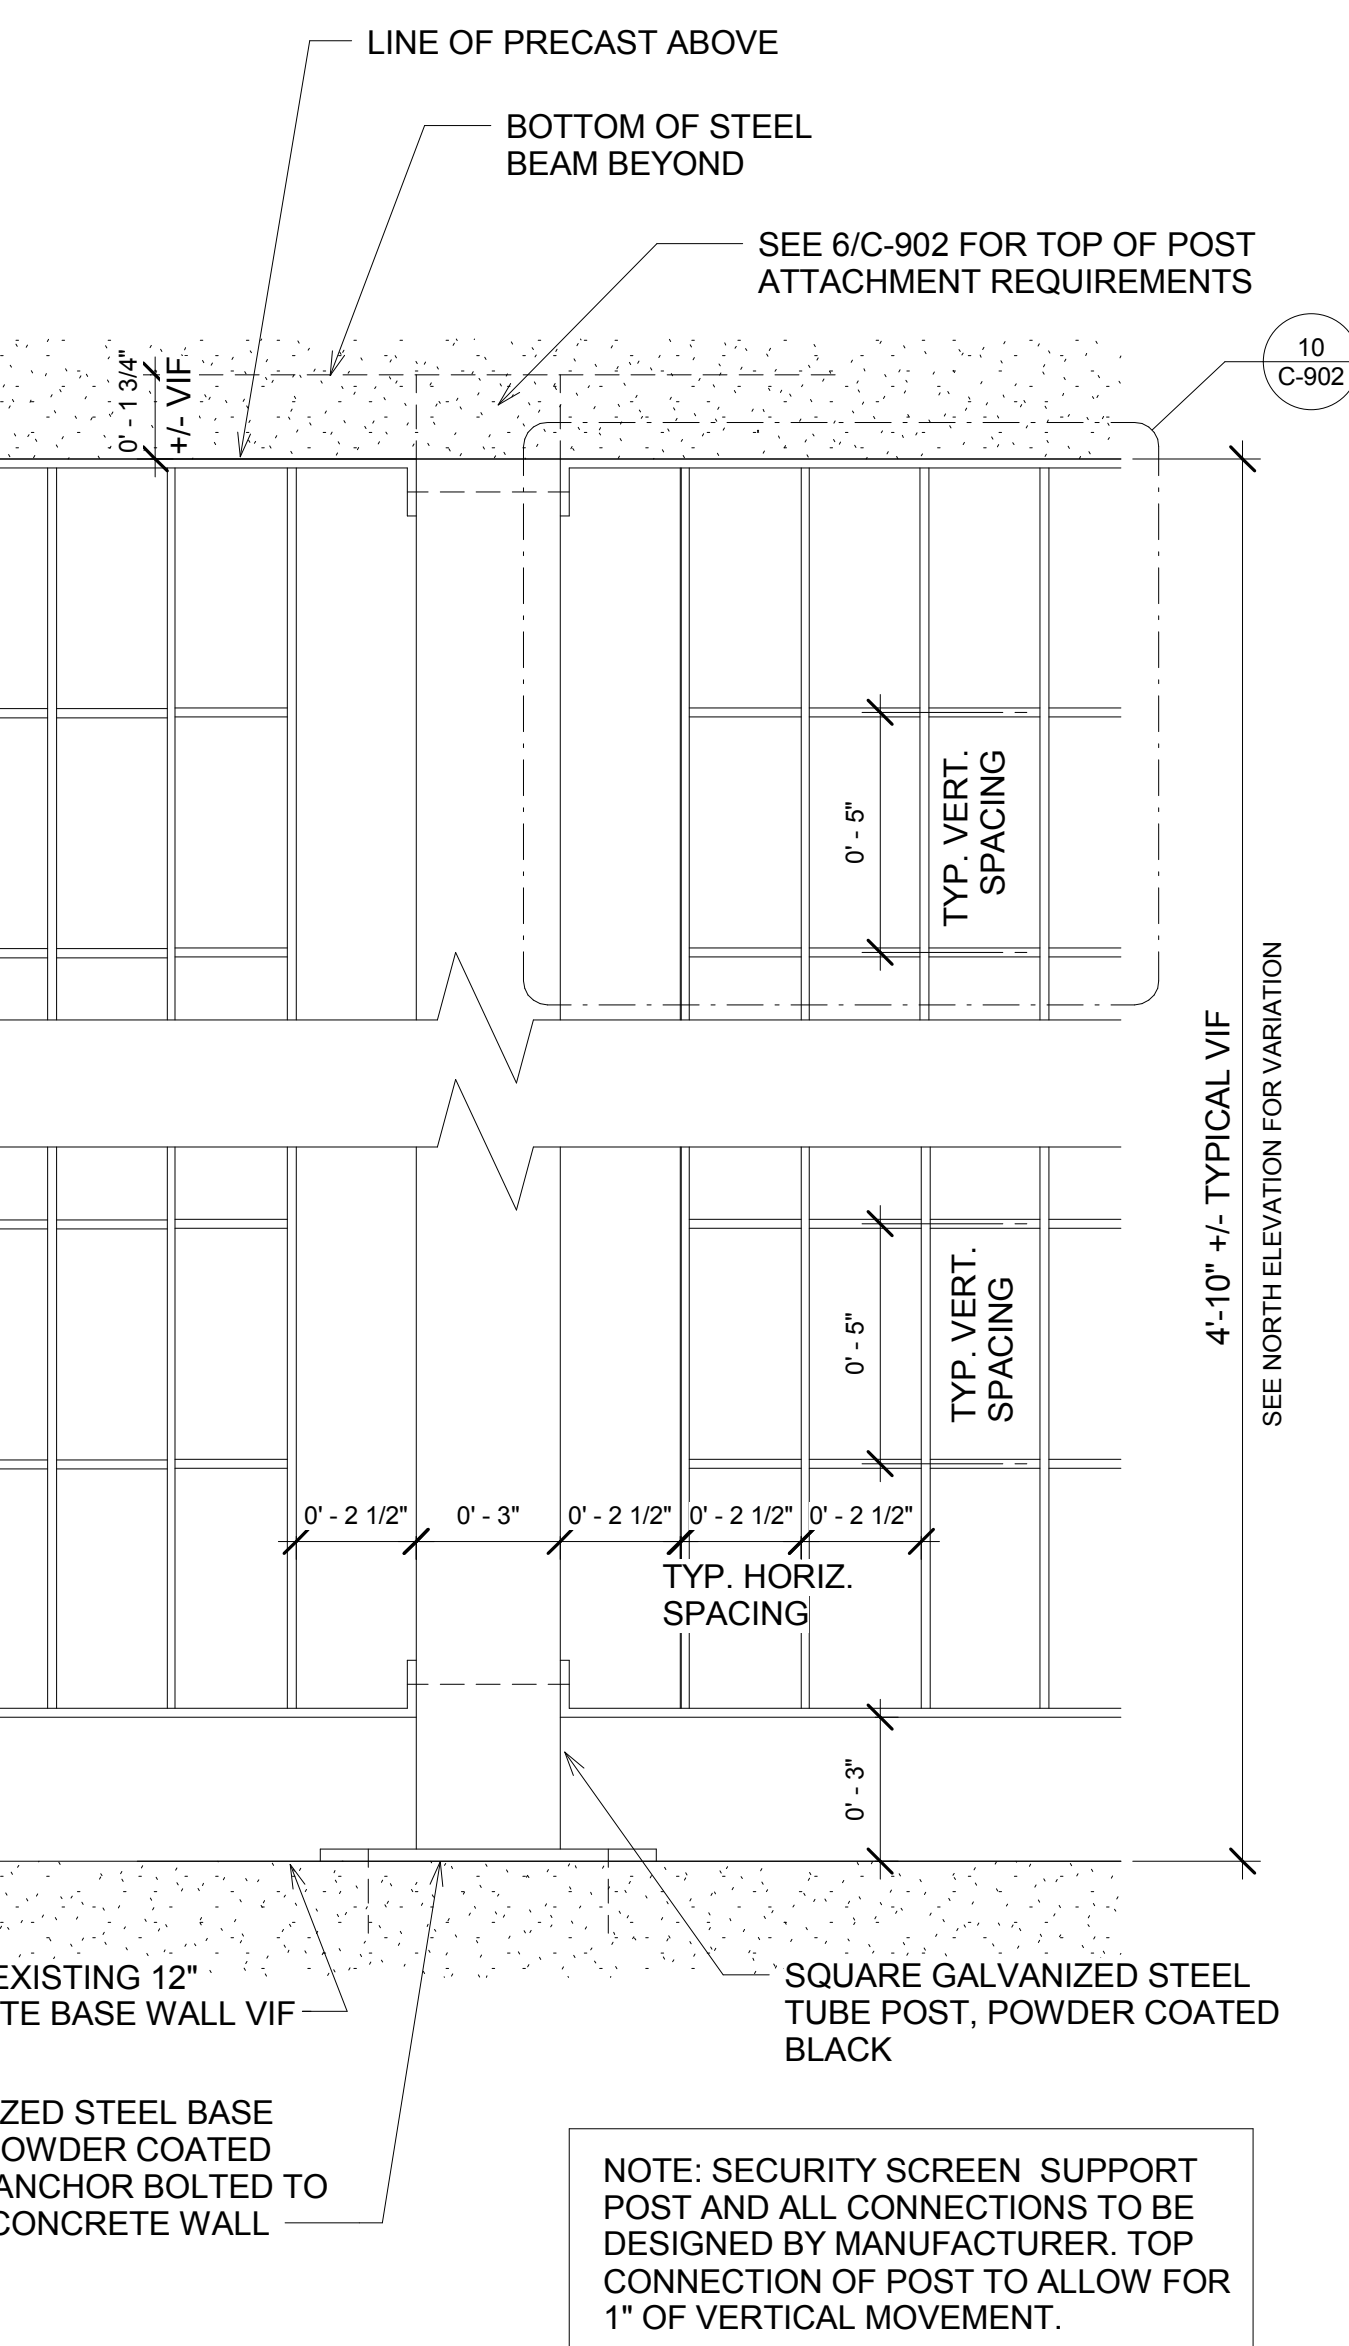 LINE OF PRECAST ABOVE
BOTTOM OF STEEL
BEAM BEYOND
SEE 6/C-902 FOR TOP OF POST
ATTACHMENT REQUIREMENTS
10
C-902
0' - 1 3/4"
+/- VIF
0' - 5"
TYP. VERT.
SPACING
4'-10" +/- TYPICAL VIF
SEE NORTH ELEVATION FOR VARIATION
0' - 5"
TYP. VERT.
SPACING
0' - 2 1/2"
0' - 3"
0' - 2 1/2"
0' - 2 1/2"
0' - 2 1/2"
TYP. HORIZ.
SPACING
0' - 3"
EXISTING 12"
TE BASE WALL VIF
SQUARE GALVANIZED STEEL
TUBE POST, POWDER COATED
BLACK
ZED STEEL BASE
OWDER COATED
ANCHOR BOLTED TO
CONCRETE WALL
NOTE: SECURITY SCREEN SUPPORT
POST AND ALL CONNECTIONS TO BE
DESIGNED BY MANUFACTURER. TOP
CONNECTION OF POST TO ALLOW FOR
1" OF VERTICAL MOVEMENT.